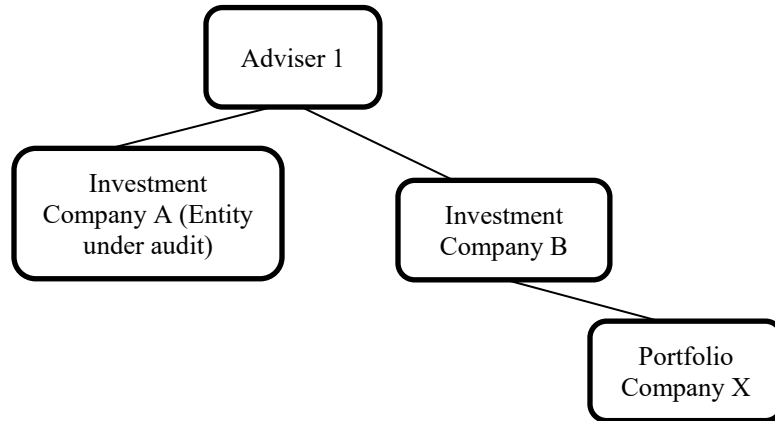 Adviser 1
Investment
Company A (Entity
under audit)
Investment
Company B
Portfolio
Company X